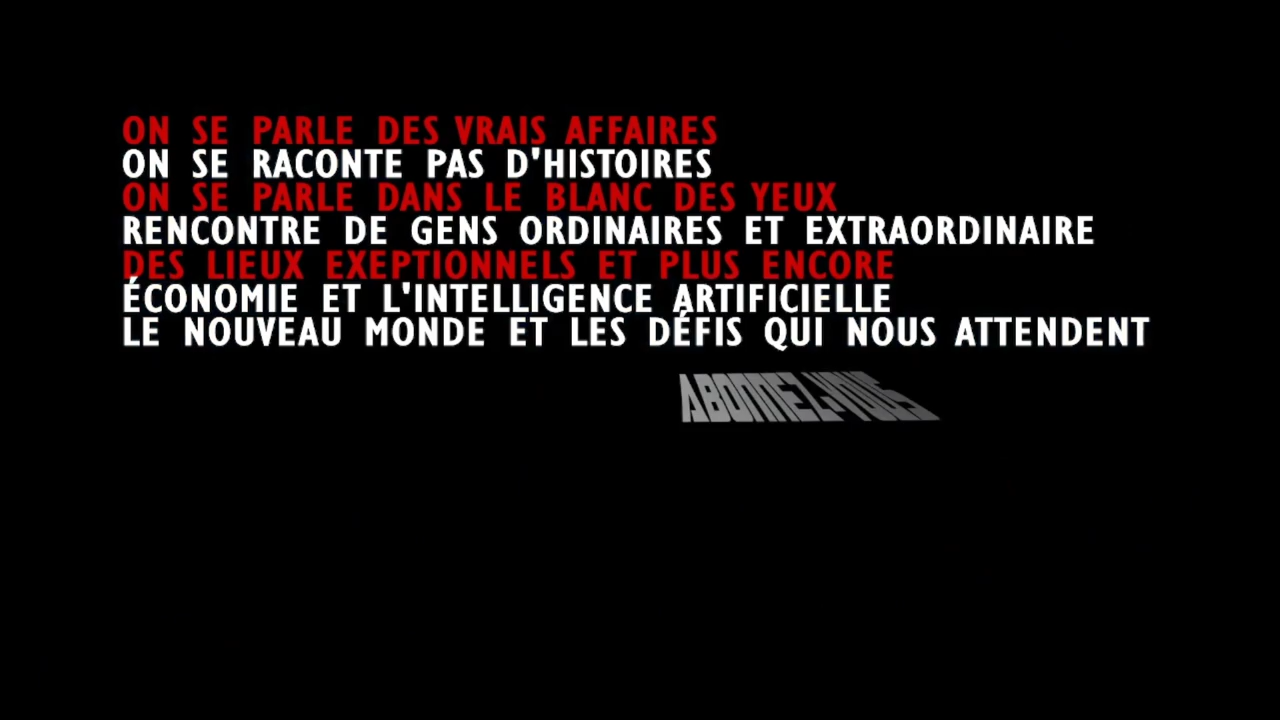 ON SE PARLE DES VRAIS AFFAIRES
ON SE RACONTE PAS D'HISTOIRES
ON SE PARLE DANS LE BLANC DES YEUX
RENCONTRE DE GENS ORDINAIRES ET EXTRAORDINAIRE
DES LIEUX EXEPTIONNELS ET PLUS ENCORE
ÉCONOMIE ET L'INTELLIGENCE ARTIFICIELLE
LE NOUVEAU MONDE ET LES DÉFIS QUI NOUS ATTENDENT
ABONNEZ-VOUS